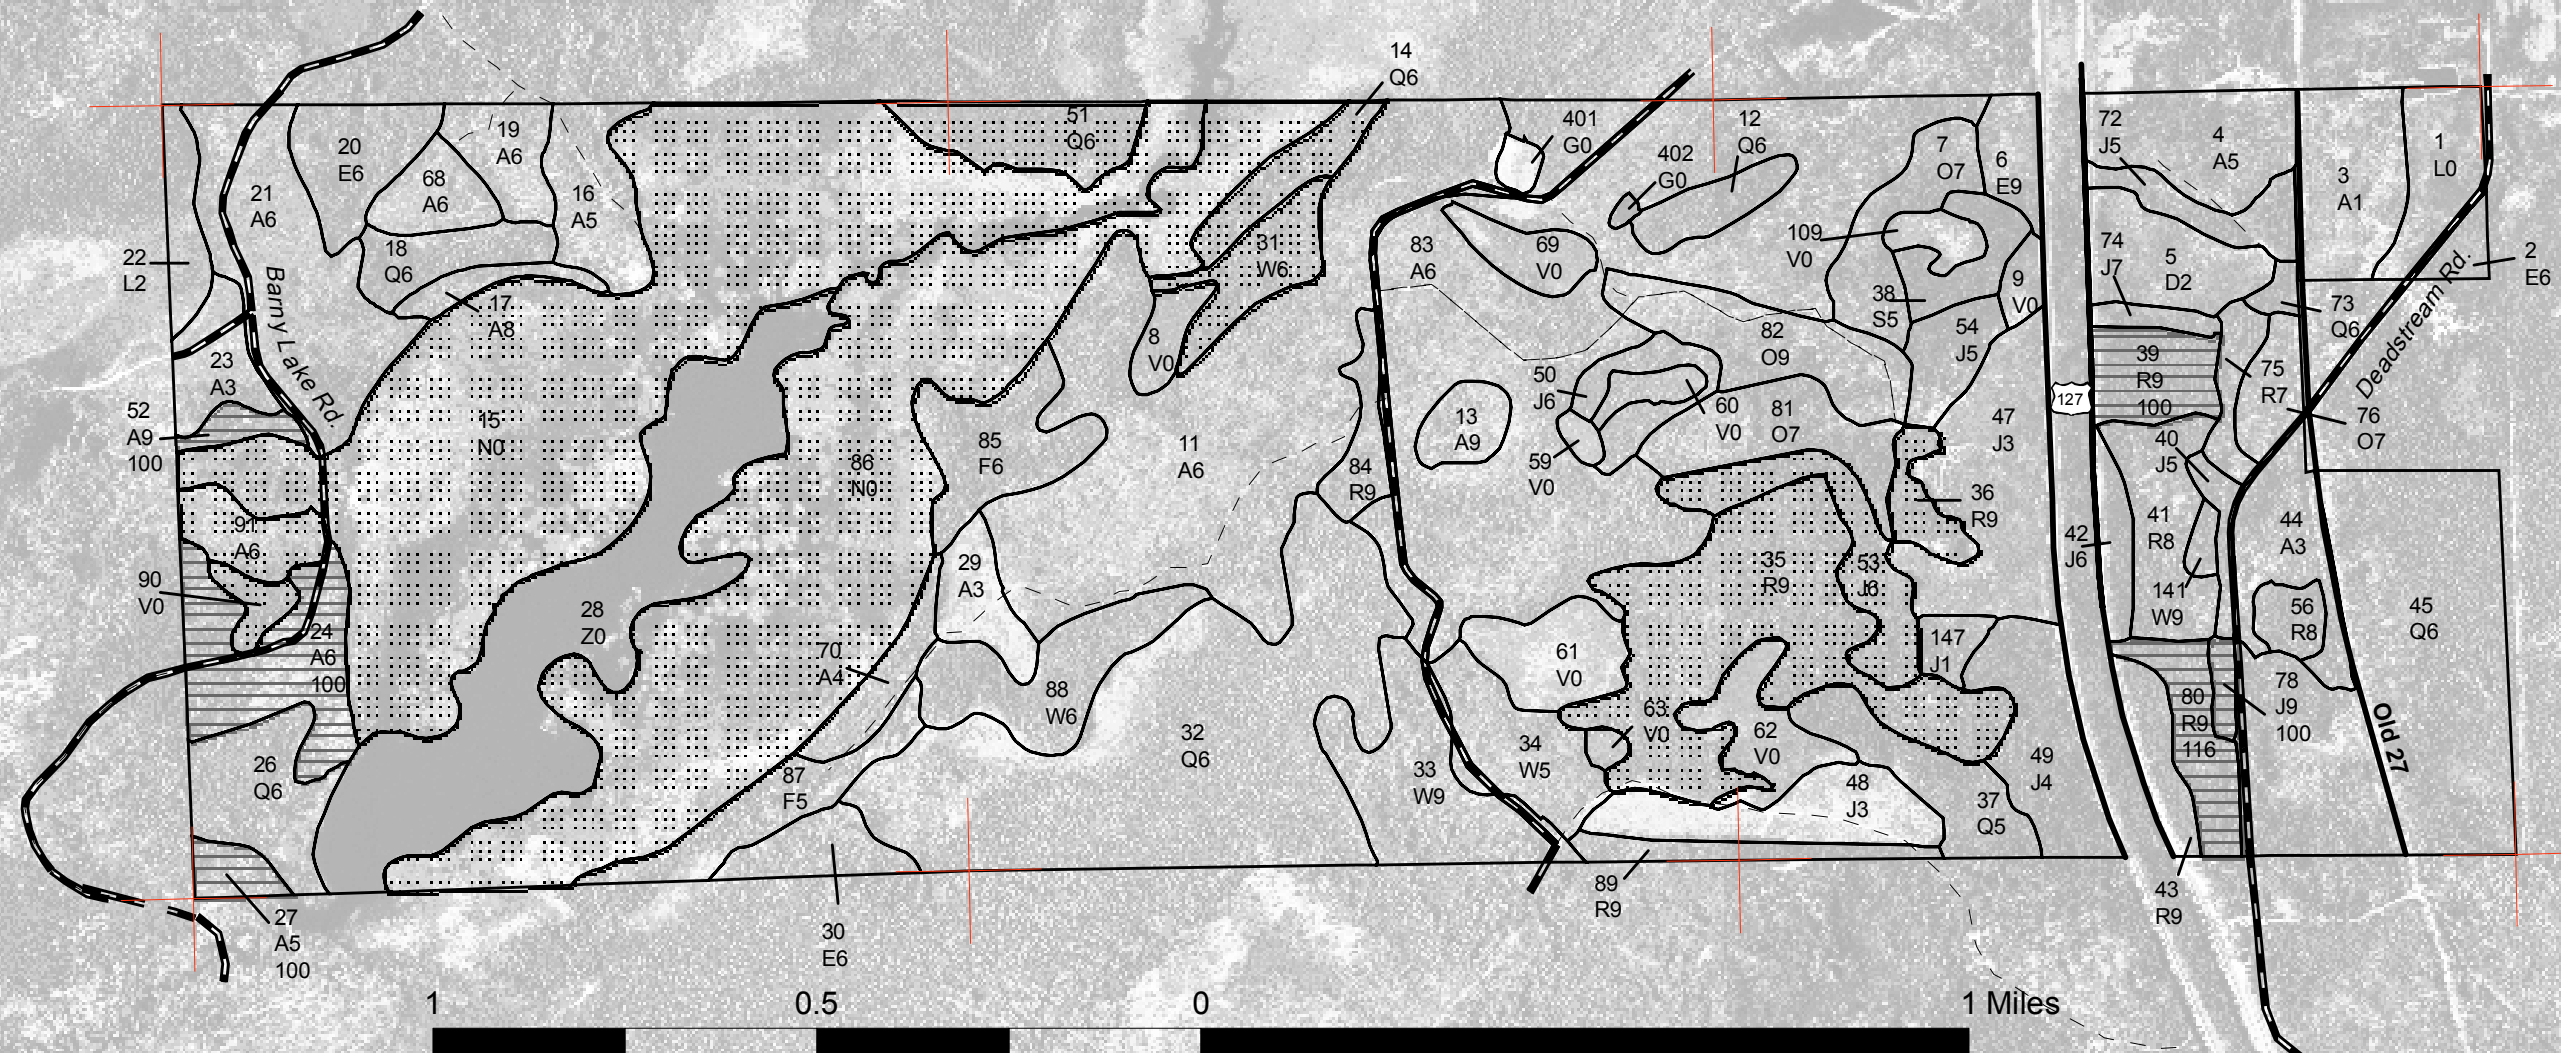 14
Q6
51
Q6
401
G0
12
Q6
402
G0
7
O7
6
E9
72
J5
4
A5
3
A1
1
L0
20
E6
19
A6
68
A6
16
A5
21
A6
18
Q6
22
L2
17
A8
Barny Lake Rd.
31
W6
83
A6
69
V0
109
V0
38
S5
9
V0
74
J7
5
D2
73
Q6
2
E6
Deadstream Rd.
8
V0
82
O9
54
J5
23
A3
52
A9
100
15
N0
86
N0
85
F6
11
A6
84
R9
13
A9
50
J6
60
V0
81
O7
59
V0
47
J3
127
39
R9
100
75
R7
76
O7
40
J5
36
R9
91
A6
90
V0
24
A6
100
28
Z0
29
A3
35
R9
53
J6
42
J6
41
R8
141
W9
44
A3
56
R8
45
Q6
70
A4
88
W6
61
V0
147
J1
78
J9
100
80
R9
116
Old 27
26
Q6
87
F5
32
Q6
33
W9
34
W5
63
V0
62
V0
48
J3
49
J4
37
Q5
27
A5
100
30
E6
89
R9
43
R9
1
0.5
0
1 Miles